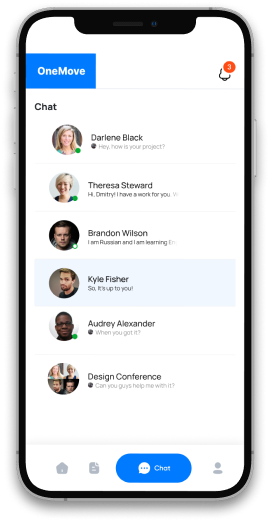 OneMove
3
Chat
Darlene Black
Hey, how is your project?
Theresa Steward
Hi, Dmitry! I have a work for you.
Brandon Wilson
I am Russian and I am learning
Kyle Fisher
So, it's up to you!
Audrey Alexander
When you got it?
Design Conference
Can you guys help me with it?
Chat